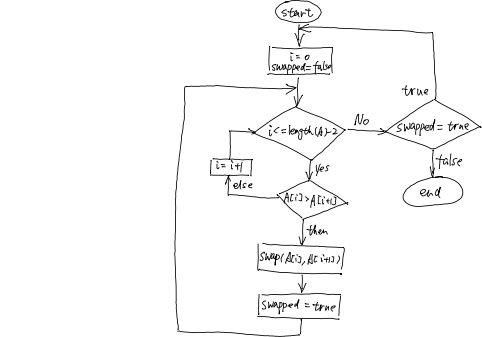 start
i = 0
swapped = false
i <= length(A)-2
No
swapped = true
true
false
end
yes
i = i+1
else
A[i] > A[i+1]
then
swap(A[i], A[i+1])
swapped = true